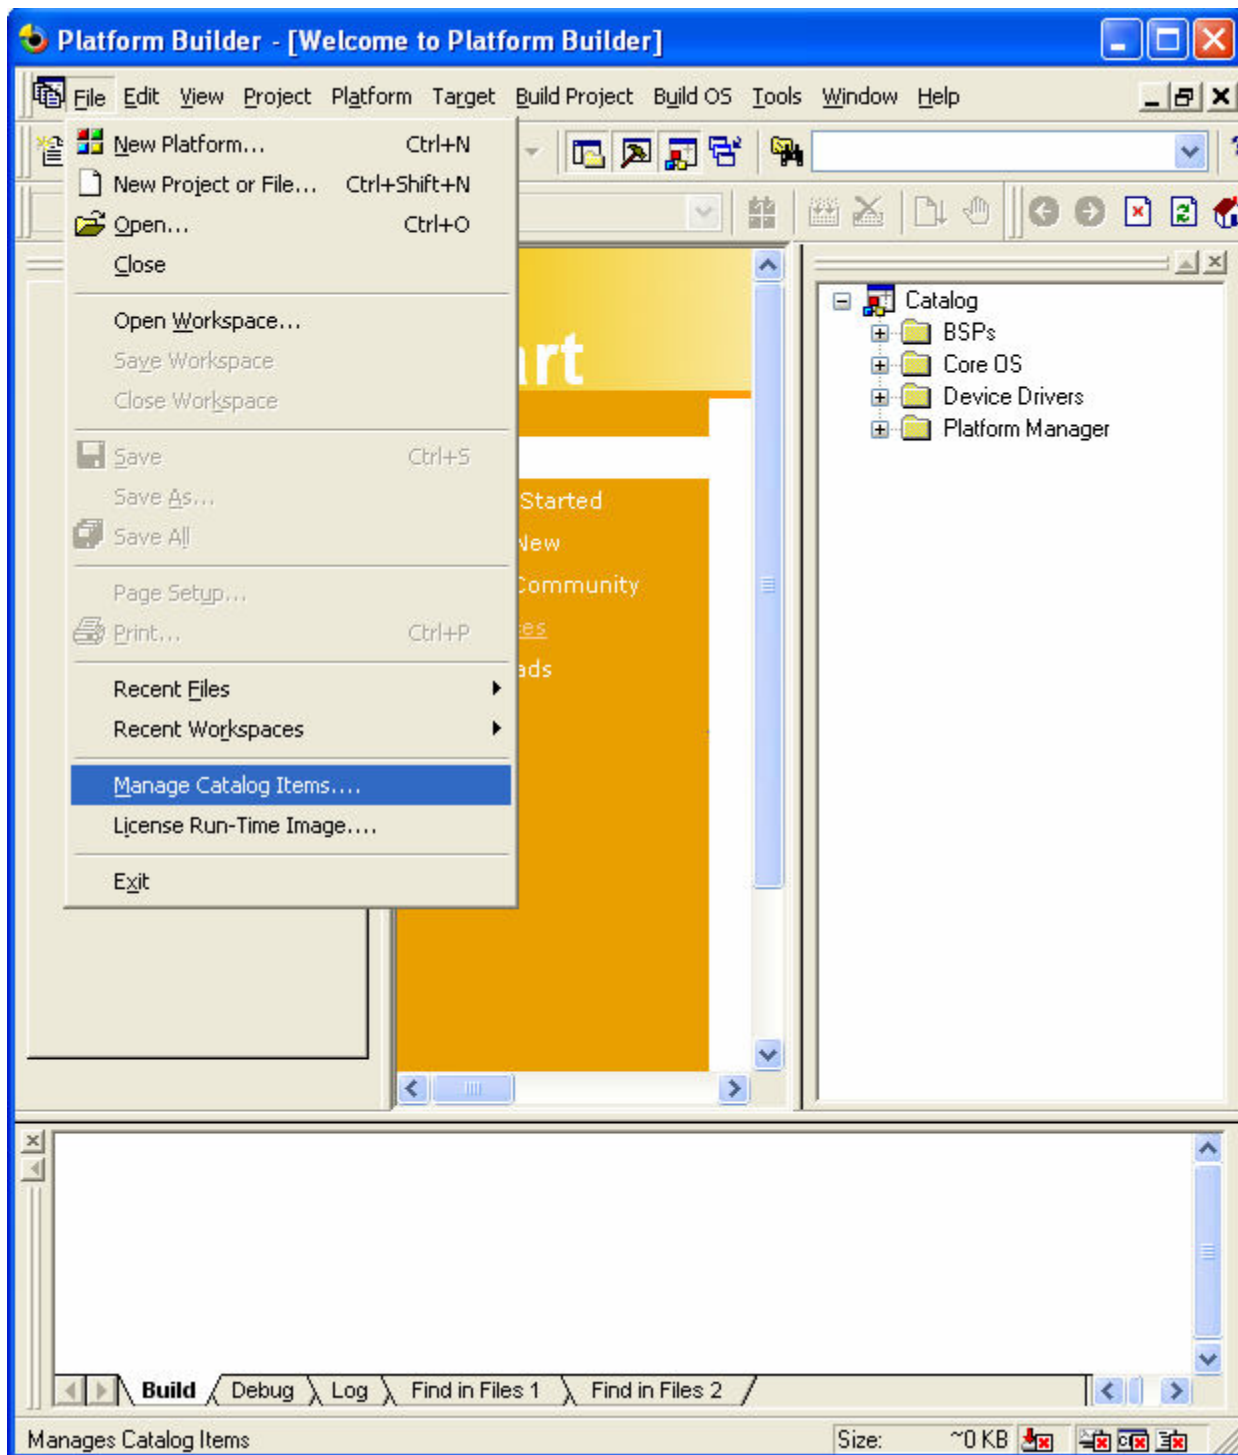 Platform Builder - [Welcome to Platform Builder]
File Edit View Project Platform Target Build Project Build OS Tools Window Help
New Platform... Ctrl+N
New Project or File... Ctrl+Shift+N
Open... Ctrl+O
Close
Open Workspace...
Save Workspace
Close Workspace
Save Ctrl+S
Save As...
Save All
Page Setup...
Print... Ctrl+P
Recent Files
Recent Workspaces
Manage Catalog Items....
License Run-Time Image....
Exit
art
Started
New
Community
es
ads
Catalog
BSPs
Core OS
Device Drivers
Platform Manager
Build Debug Log Find in Files 1 Find in Files 2
Manages Catalog Items Size: ~0 KB